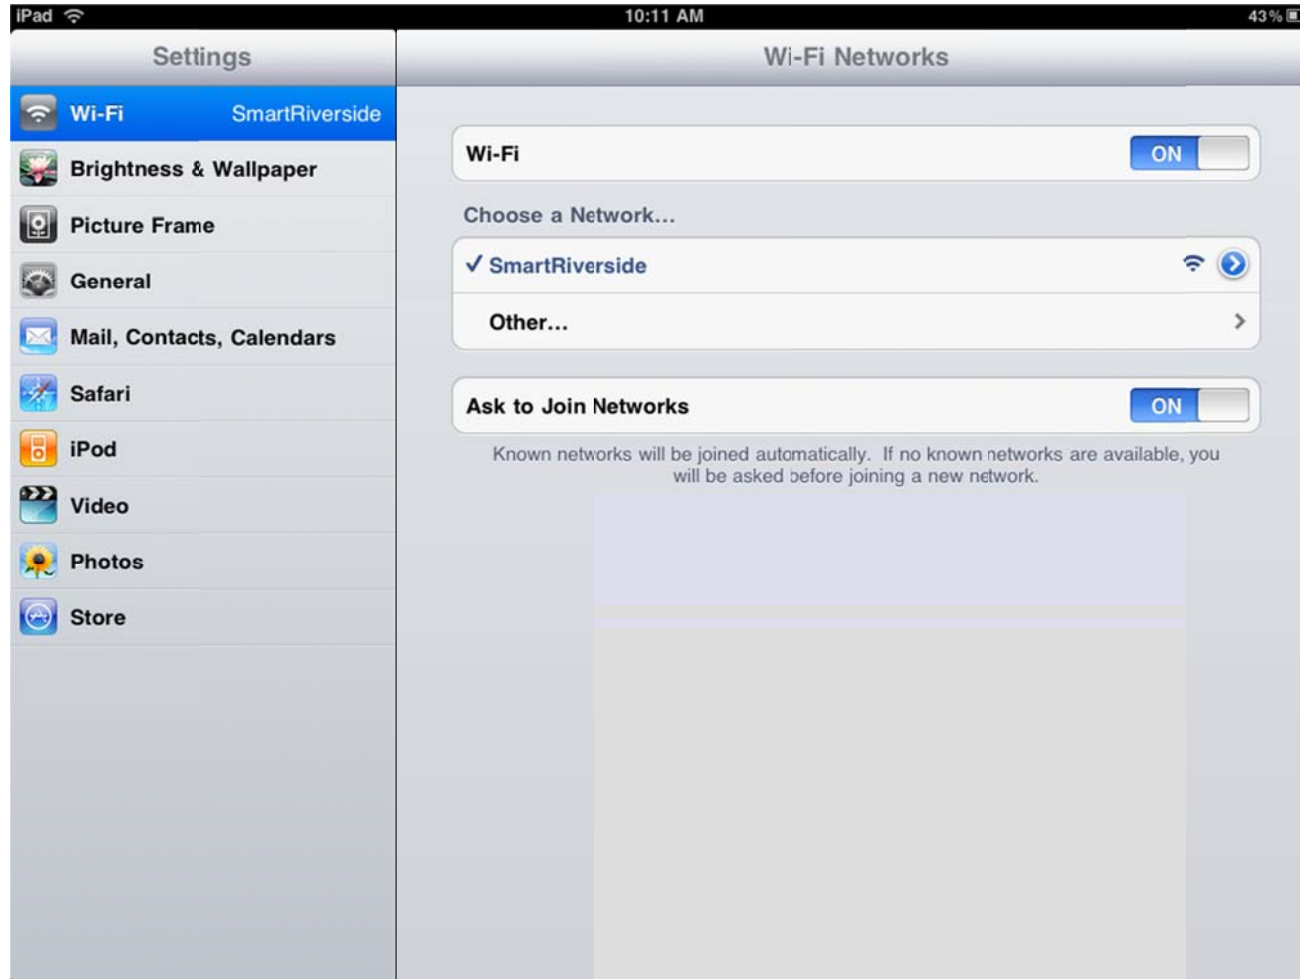 iPad
10:11 AM
43%
Settings
Wi-Fi Networks
Wi-Fi SmartRiverside
Brightness & Wallpaper
Picture Frame
General
Mail, Contacts, Calendars
Safari
iPod
Video
Photos
Store
Wi-Fi ON
Choose a Network...
SmartRiverside
Other...
Ask to Join Networks ON
Known networks will be joined automatically. If no known networks are available, you
will be asked before joining a new network.